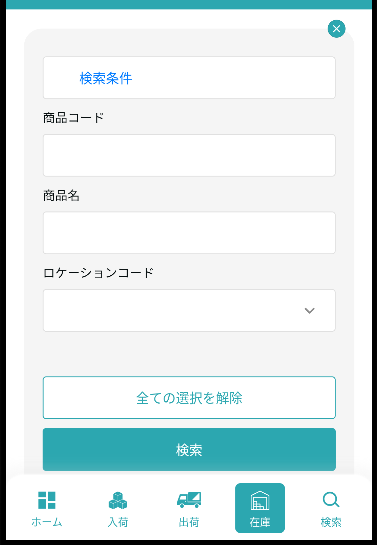 検索条件
商品コード
商品名
ロケーションコード
全ての選択を解除
検索
ホーム
入荷
出荷
在庫
検索